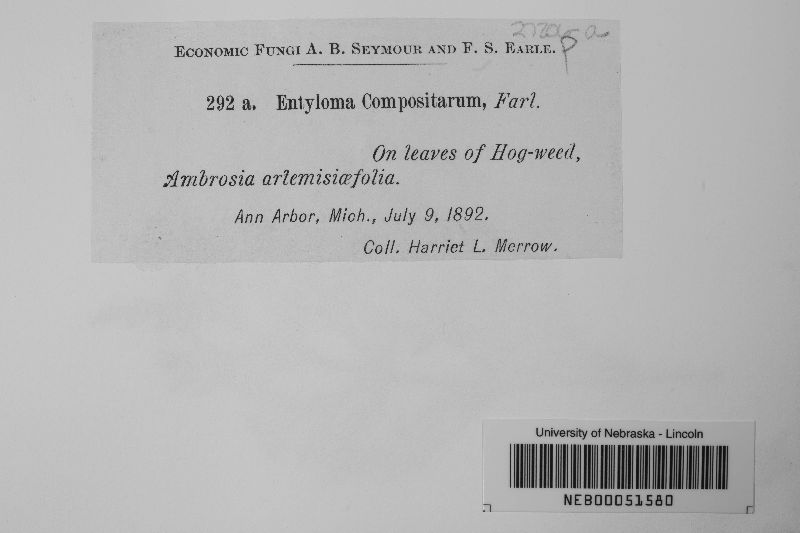 Economic Fungi A. B. Seymour and F. S. Earle.
292 a. Entyloma Compositarum, Farl.
On leaves of Hog-weed,
Ambrosia artemisiæfolia.
Ann Arbor, Mich., July 9, 1892.
Coll. Harriet L. Merrow.
University of Nebraska - Lincoln
NEB00051580